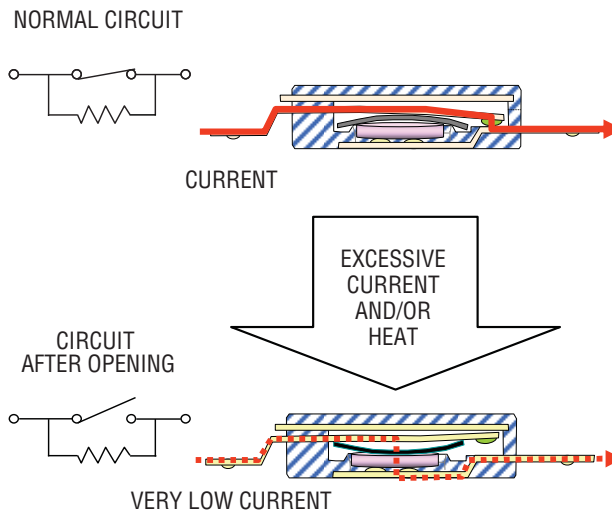 NORMAL CIRCUIT
CURRENT
EXCESSIVE
CURRENT
AND/OR
HEAT
CIRCUIT
AFTER OPENING
VERY LOW CURRENT